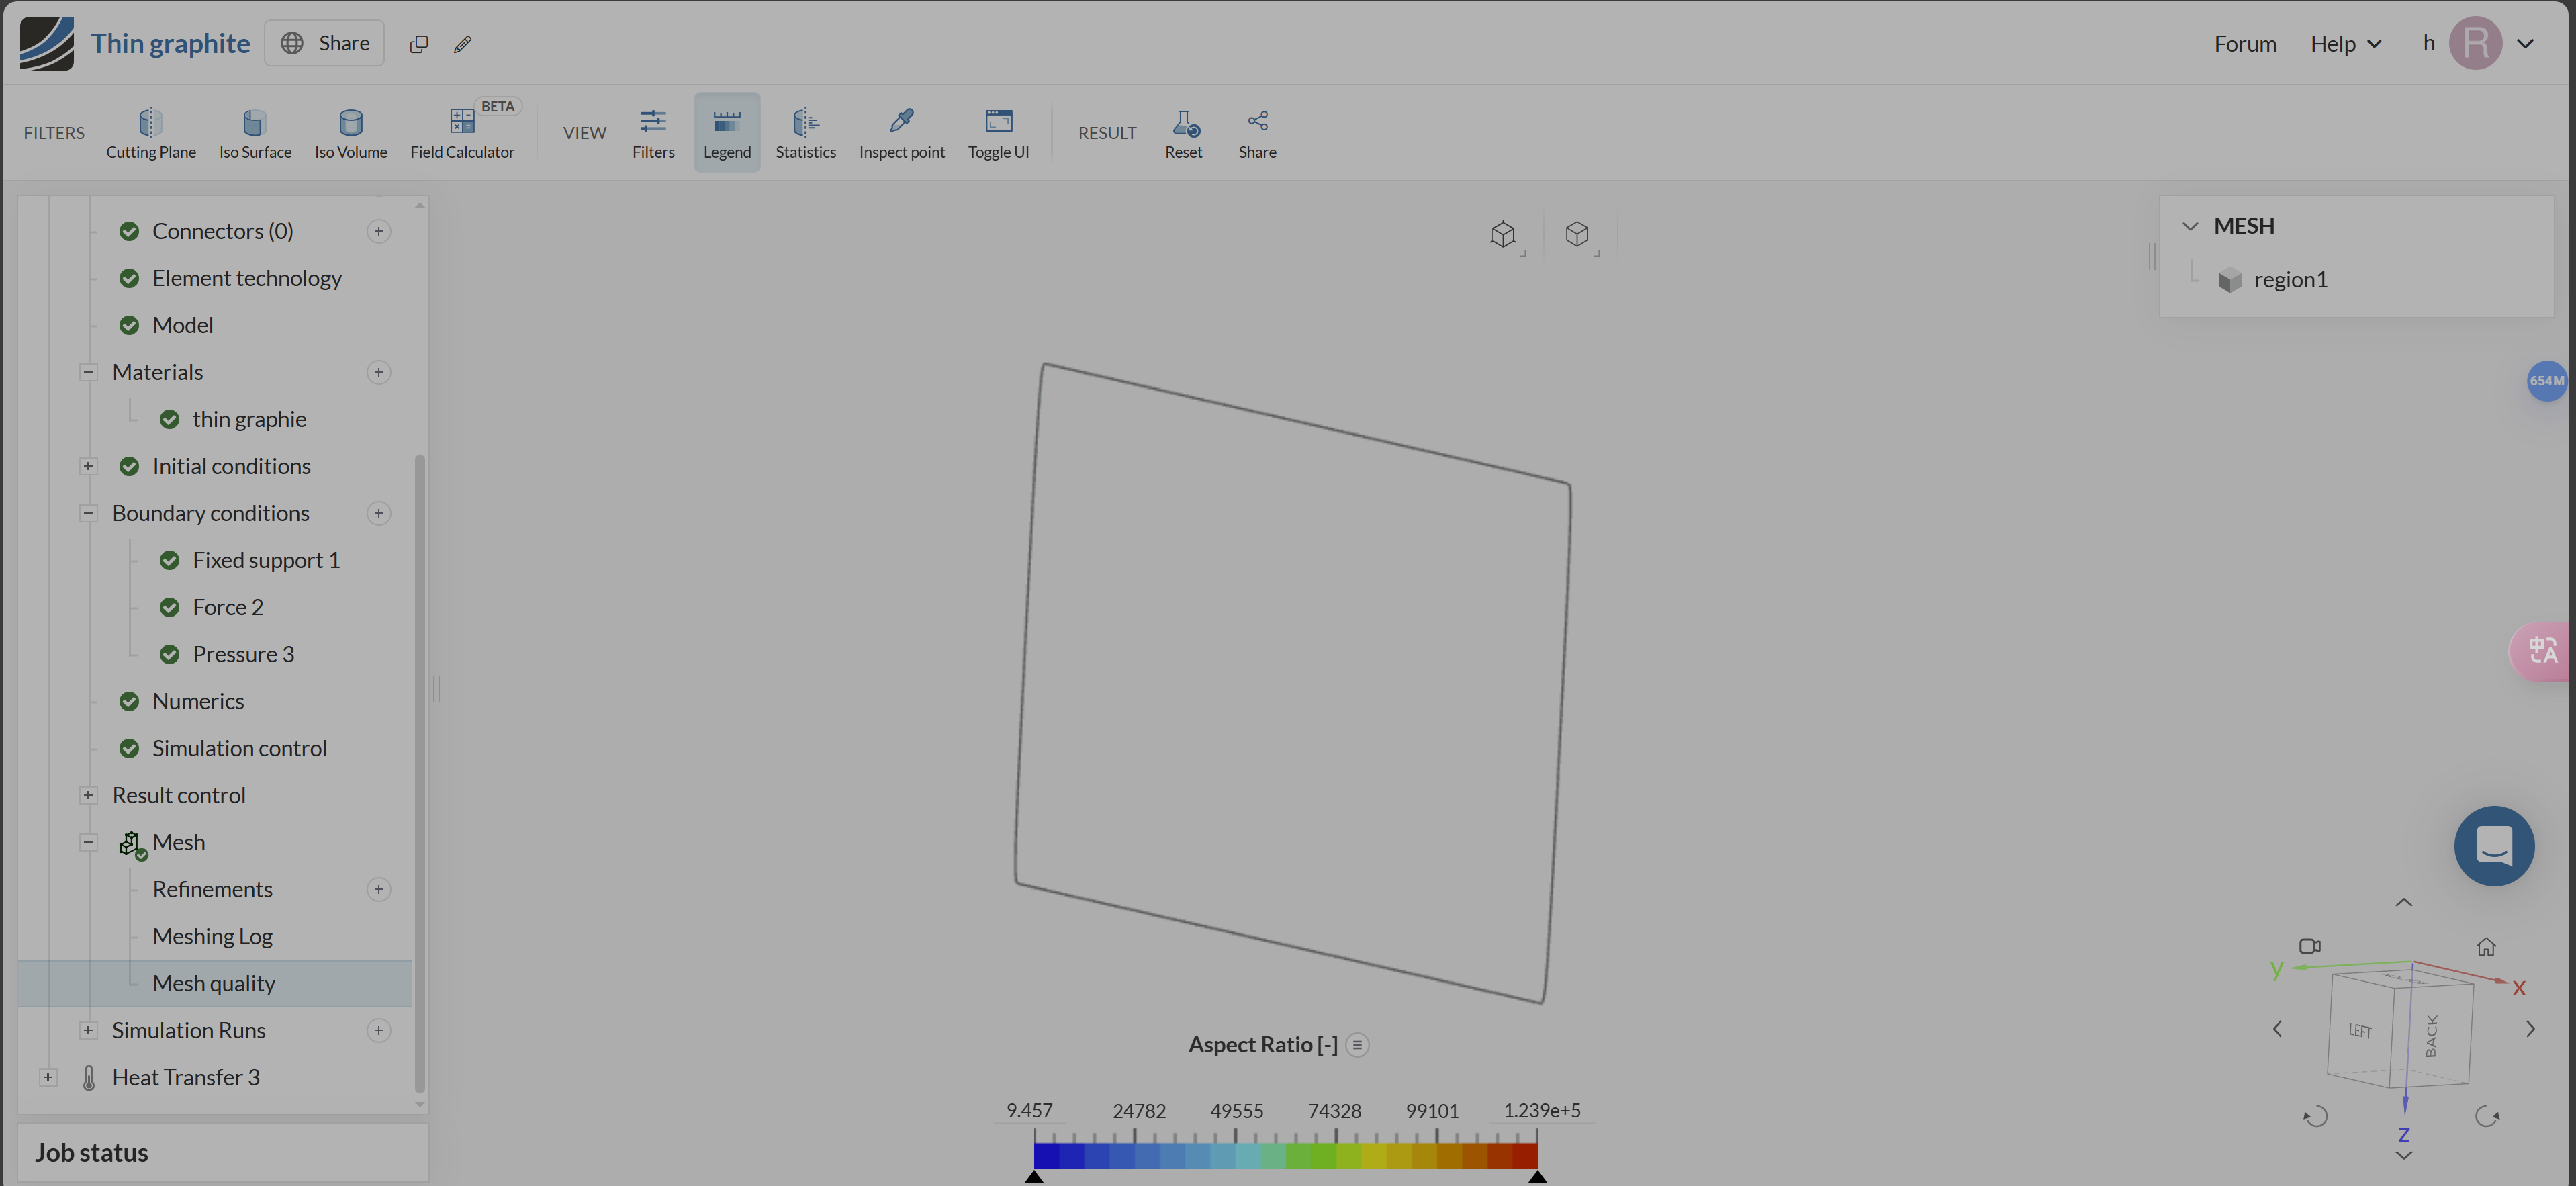 Thin graphite
Share
Forum
Help
h
R
FILTERS
Cutting Plane
Iso Surface
Iso Volume
Field Calculator
BETA
VIEW
Filters
Legend
Statistics
Inspect point
Toggle UI
RESULT
Reset
Share
Connectors (0)
Element technology
Model
Materials
thin graphie
Initial conditions
Boundary conditions
Fixed support 1
Force 2
Pressure 3
Numerics
Simulation control
Result control
Mesh
Refinements
Meshing Log
Mesh quality
Simulation Runs
Heat Transfer 3
Job status
MESH
region1
654M
中A
Aspect Ratio [-]
9.457 24782 49555 74328 99101 1.239e+5
y
x
LEFT
BACK
z